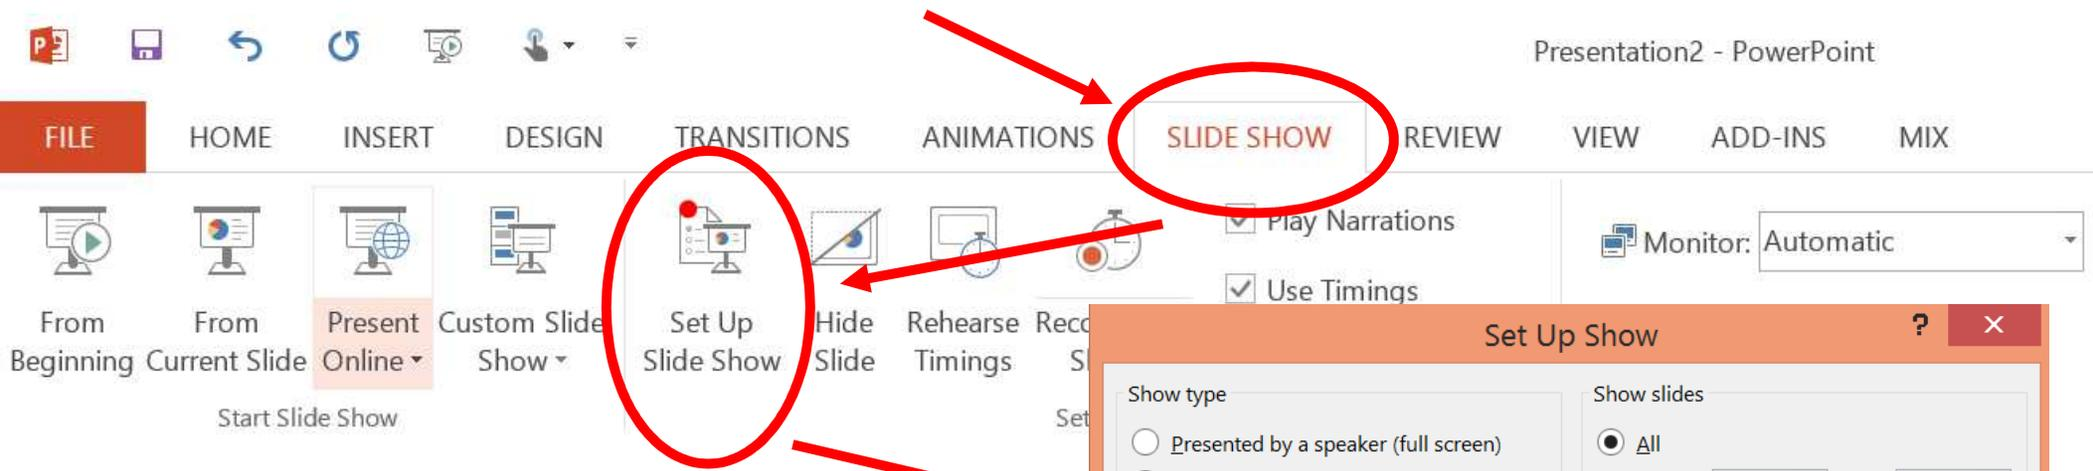 Presentation2 - PowerPoint
FILE HOME INSERT DESIGN TRANSITIONS ANIMATIONS SLIDE SHOW REVIEW VIEW ADD-INS MIX
From Beginning
From Current Slide
Present Online
Custom Slide Show
Start Slide Show
Set Up Slide Show
Hide Slide
Rehearse Timings
Play Narrations
Use Timings
Monitor: Automatic
Set
Set Up Show
?
Show type
Presented by a speaker (full screen)
Show slides
All